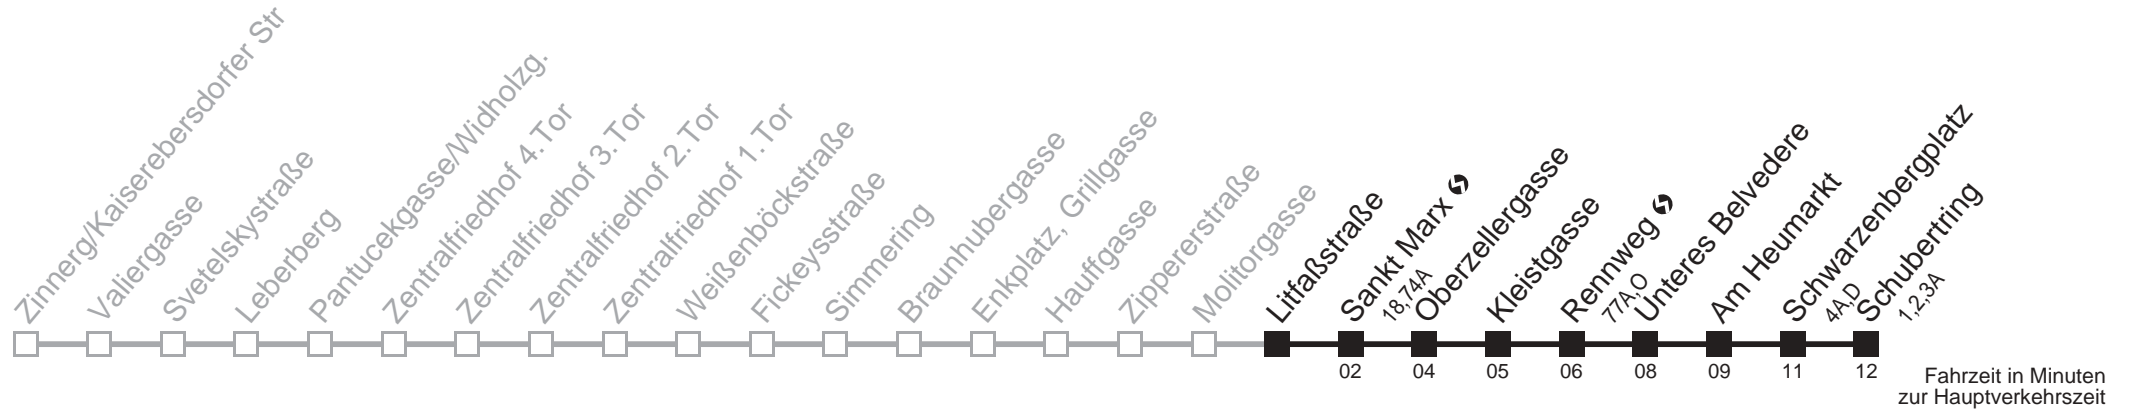 Zinnerg/Kaiserebersdorfer Str
Valiergasse
Svetelskystraße
Leberberg
Pantucekgasse/Widholzg.
Zentralfriedhof 4.Tor
Zentralfriedhof 3.Tor
Zentralfriedhof 2.Tor
Zentralfriedhof 1.Tor
Weißenböckstraße
Fickeysstraße
Simmering
Braunhubergasse
Enkplatz, Grillgasse
Hauffgasse
Zippererstraße
Molitorgasse
Litfaßstraße
Sankt Marx
18,74A
Oberzellergasse
Kleistgasse
Rennweg
77A,O
Unteres Belvedere
Am Heumarkt
Schwarzenbergplatz
4A,D
Schubertring
1,2,3A
02 04 05 06 08 09 11 12
Fahrzeit in Minuten
zur Hauptverkehrszeit